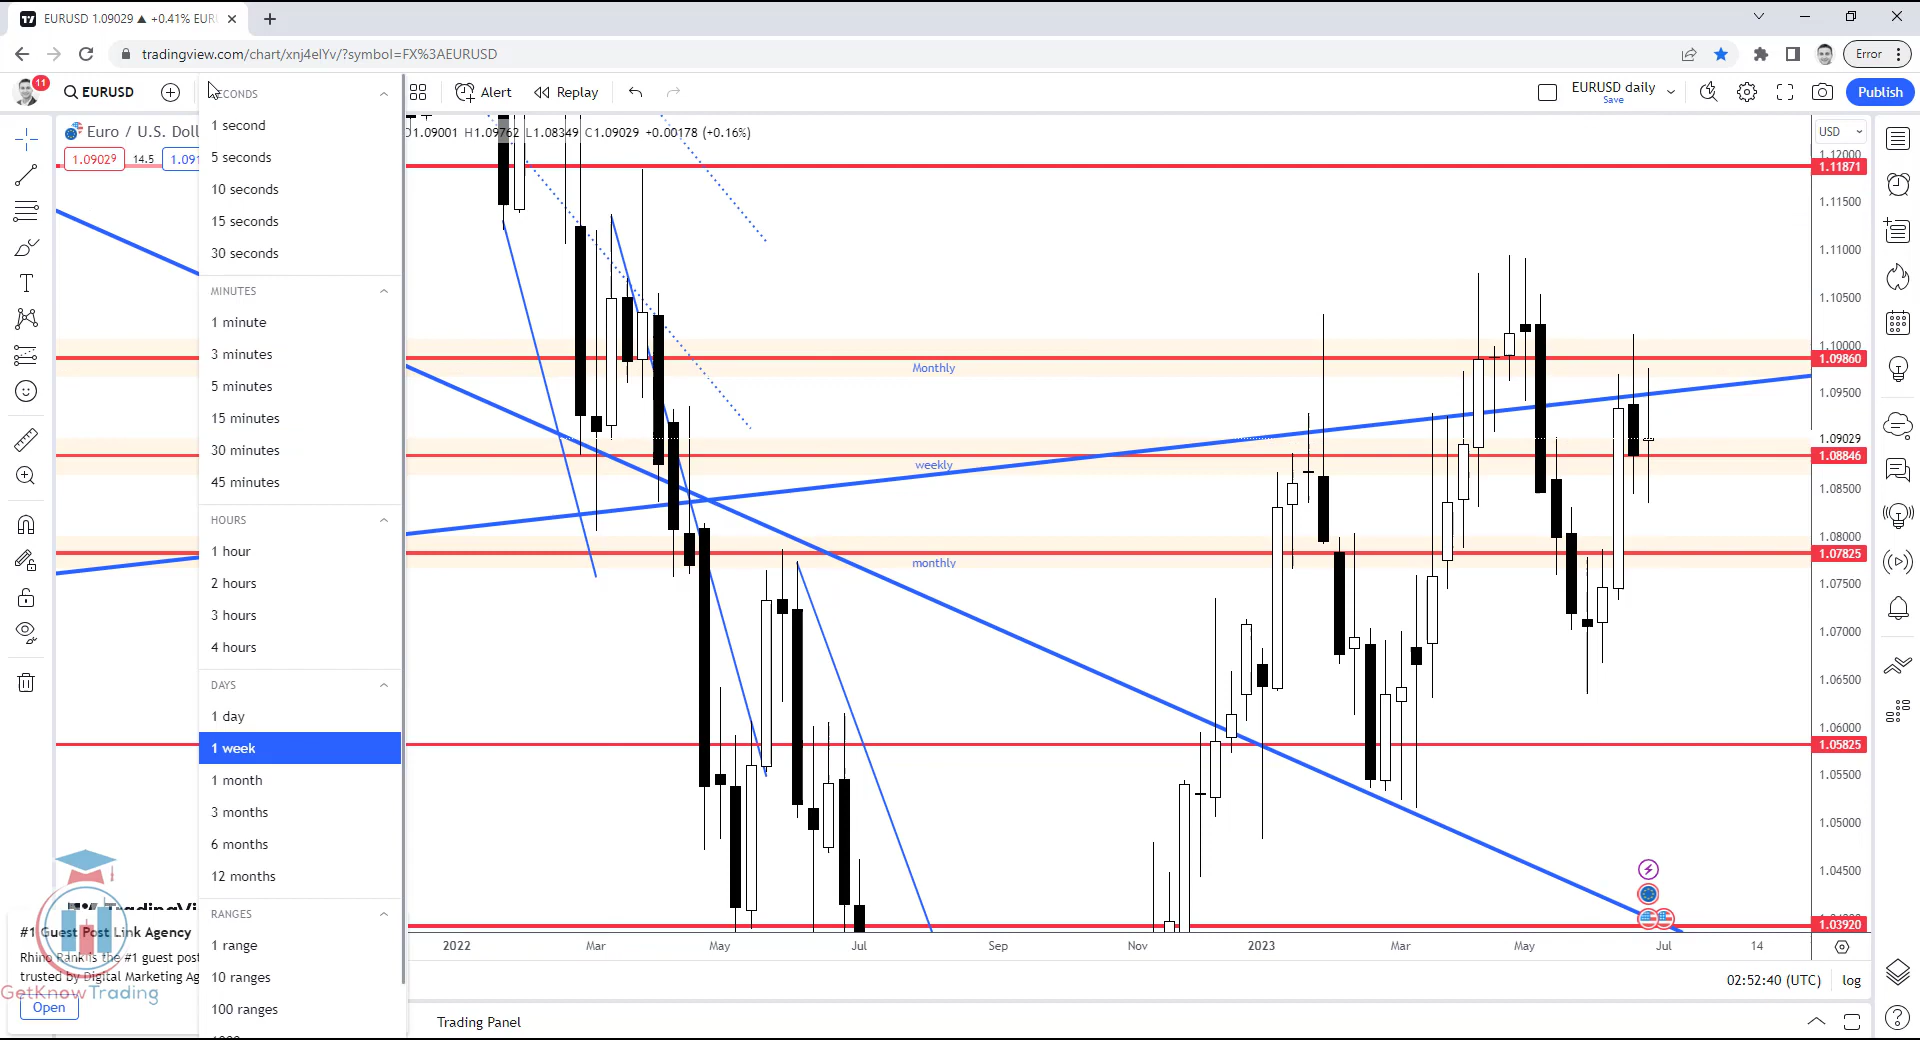 EURUSD 1.09029 ▲ +0.41% EUR
tradingview.com/chart/xnj4elYv/?symbol=FX%3AEURUSD
Error
11
EURUSD
Alert
Replay
EURUSD daily
Save
Publish
Euro / U.S. Doll
1.09001 H1.09762 L1.08349 C1.09029 +0.00178 (+0.16%)
1.09029
14.5
1.091
SECONDS
1 second
5 seconds
10 seconds
15 seconds
30 seconds
MINUTES
1 minute
3 minutes
5 minutes
15 minutes
30 minutes
45 minutes
HOURS
1 hour
2 hours
3 hours
4 hours
DAYS
1 day
1 week
1 month
3 months
6 months
12 months
RANGES
1 range
10 ranges
100 ranges
Monthly
weekly
monthly
USD
1.12000
1.11871
1.11500
1.11000
1.10500
1.10000
1.09860
1.09500
1.09029
1.08846
1.08500
1.08000
1.07825
1.07500
1.07000
1.06500
1.06000
1.05825
1.05500
1.05000
1.04500
1.03920
2022
Mar
May
Jul
Sep
Nov
2023
Mar
May
Jul
14
02:52:40 (UTC)
log
Trading Panel
TradingVi
#1 Guest Post Link Agency
Rhino Rank is the #1 guest post
trusted by Digital Marketing Ag
GetKnowTrading
Open